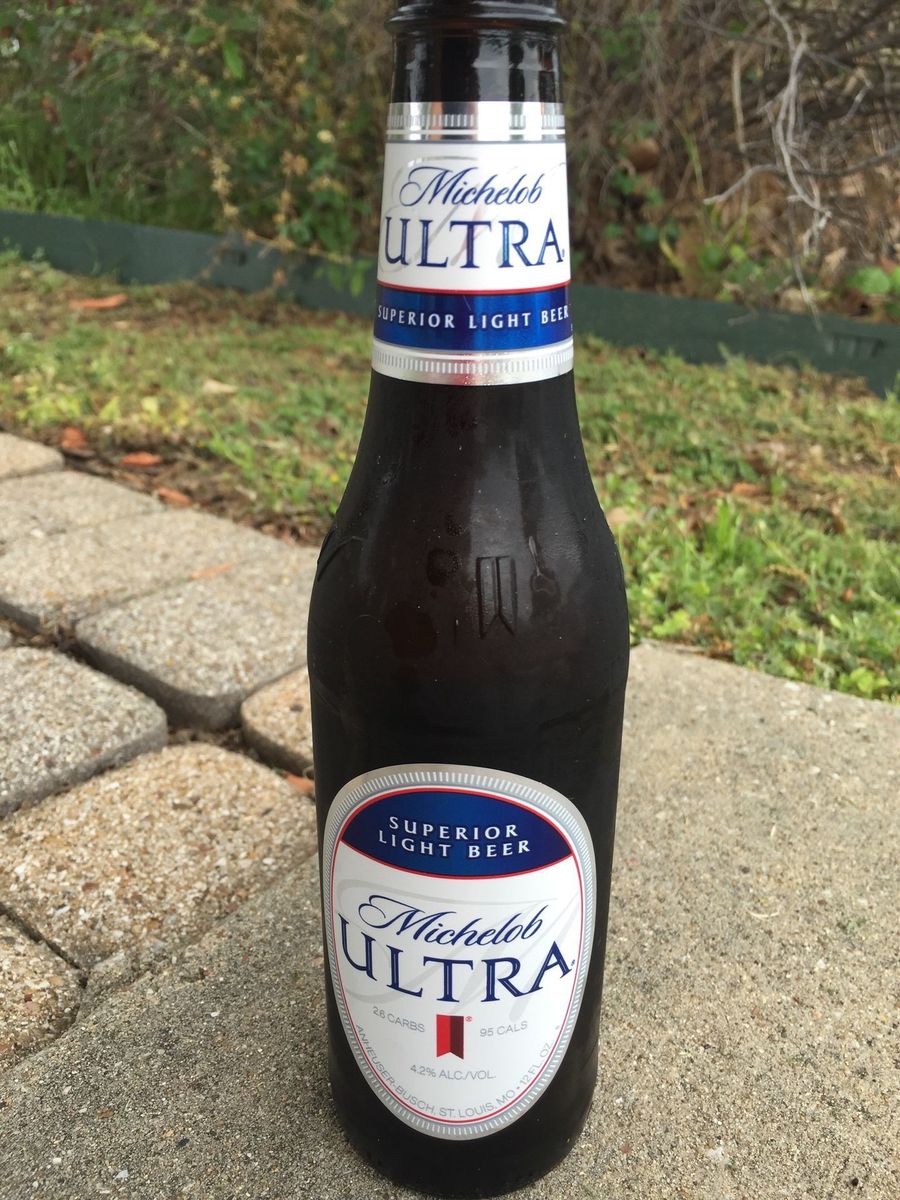 Michelob
ULTRA®
SUPERIOR LIGHT BEER
SUPERIOR
LIGHT BEER
Michelob
ULTRA®
2.6 CARBS ® 95 CALS
4.2% ALC./VOL.
ANHEUSER-BUSCH, ST. LOUIS, MO • 12 FL. OZ.